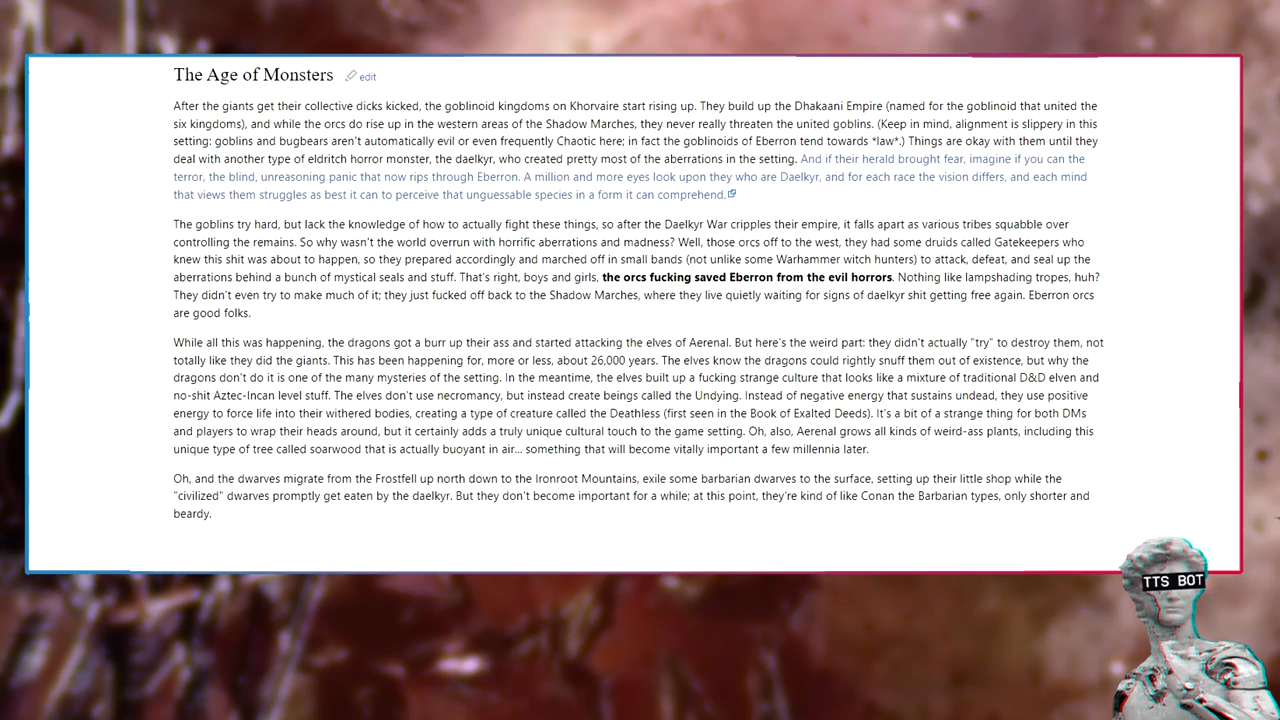 The Age of Monsters edit
After the giants get their collective dicks kicked, the goblinoid kingdoms on Khorvaire start rising up. They build up the Dhakaani Empire (named for the goblinoid that united the
six kingdoms), and while the orcs do rise up in the western areas of the Shadow Marches, they never really threaten the united goblins. (Keep in mind, alignment is slippery in this
setting: goblins and bugbears aren't automatically evil or even frequently Chaotic here; in fact the goblinoids of Eberron tend towards *law*.) Things are okay with them until they
deal with another type of eldritch horror monster, the daelkyr, who created pretty most of the aberrations in the setting. And if their herald brought fear, imagine if you can the
terror, the blind, unreasoning panic that now rips through Eberron. A million and more eyes look upon they who are Daelkyr, and for each race the vision differs, and each mind
that views them struggles as best it can to perceive that unguessable species in a form it can comprehend.
The goblins try hard, but lack the knowledge of how to actually fight these things, so after the Daelkyr War cripples their empire, it falls apart as various tribes squabble over
controlling the remains. So why wasn't the world overrun with horrific aberrations and madness? Well, those orcs off to the west, they had some druids called Gatekeepers who
knew this shit was about to happen, so they prepared accordingly and marched off in small bands (not unlike some Warhammer witch hunters) to attack, defeat, and seal up the
aberrations behind a bunch of mystical seals and stuff. That's right, boys and girls, the orcs fucking saved Eberron from the evil horrors. Nothing like lampshading tropes, huh?
They didn't even try to make much of it; they just fucked off back to the Shadow Marches, where they live quietly waiting for signs of daelkyr shit getting free again. Eberron orcs
are good folks.
While all this was happening, the dragons got a burr up their ass and started attacking the elves of Aerenal. But here's the weird part: they didn't actually "try" to destroy them, not
totally like they did the giants. This has been happening for, more or less, about 26,000 years. The elves know the dragons could rightly snuff them out of existence, but why the
dragons don't do it is one of the many mysteries of the setting. In the meantime, the elves built up a fucking strange culture that looks like a mixture of traditional D&D elven and
no-shit Aztec-Incan level stuff. The elves don't use necromancy, but instead create beings called the Undying. Instead of negative energy that sustains undead, they use positive
energy to force life into their withered bodies, creating a type of creature called the Deathless (first seen in the Book of Exalted Deeds). It's a bit of a strange thing for both DMs
and players to wrap their heads around, but it certainly adds a truly unique cultural touch to the game setting. Oh, also, Aerenal grows all kinds of weird-ass plants, including this
unique type of tree called soarwood that is actually buoyant in air... something that will become vitally important a few millennia later.
Oh, and the dwarves migrate from the Frostfell up north down to the Ironroot Mountains, exile some barbarian dwarves to the surface, setting up their little shop while the
"civilized" dwarves promptly get eaten by the daelkyr. But they don't become important for a while; at this point, they're kind of like Conan the Barbarian types, only shorter and
beardy.
TTS BOT